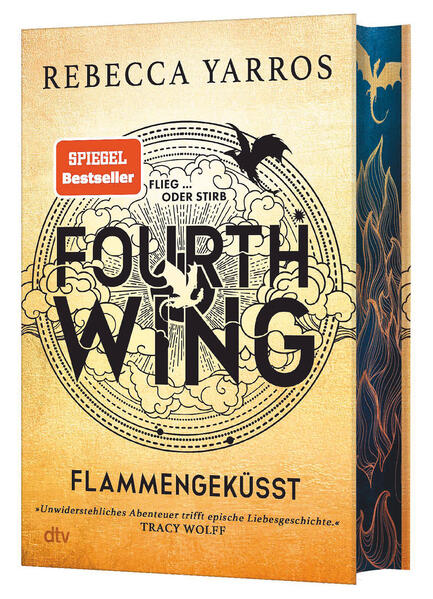 REBECCA YARROS
SPIEGEL
Bestseller
FLIEG ...
ODER STIRB
FOURTH
WING
FLAMMENGEKÜSST
»Unwiderstehliches Abenteuer trifft epische Liebesgeschichte.«
TRACY WOLFF
dtv